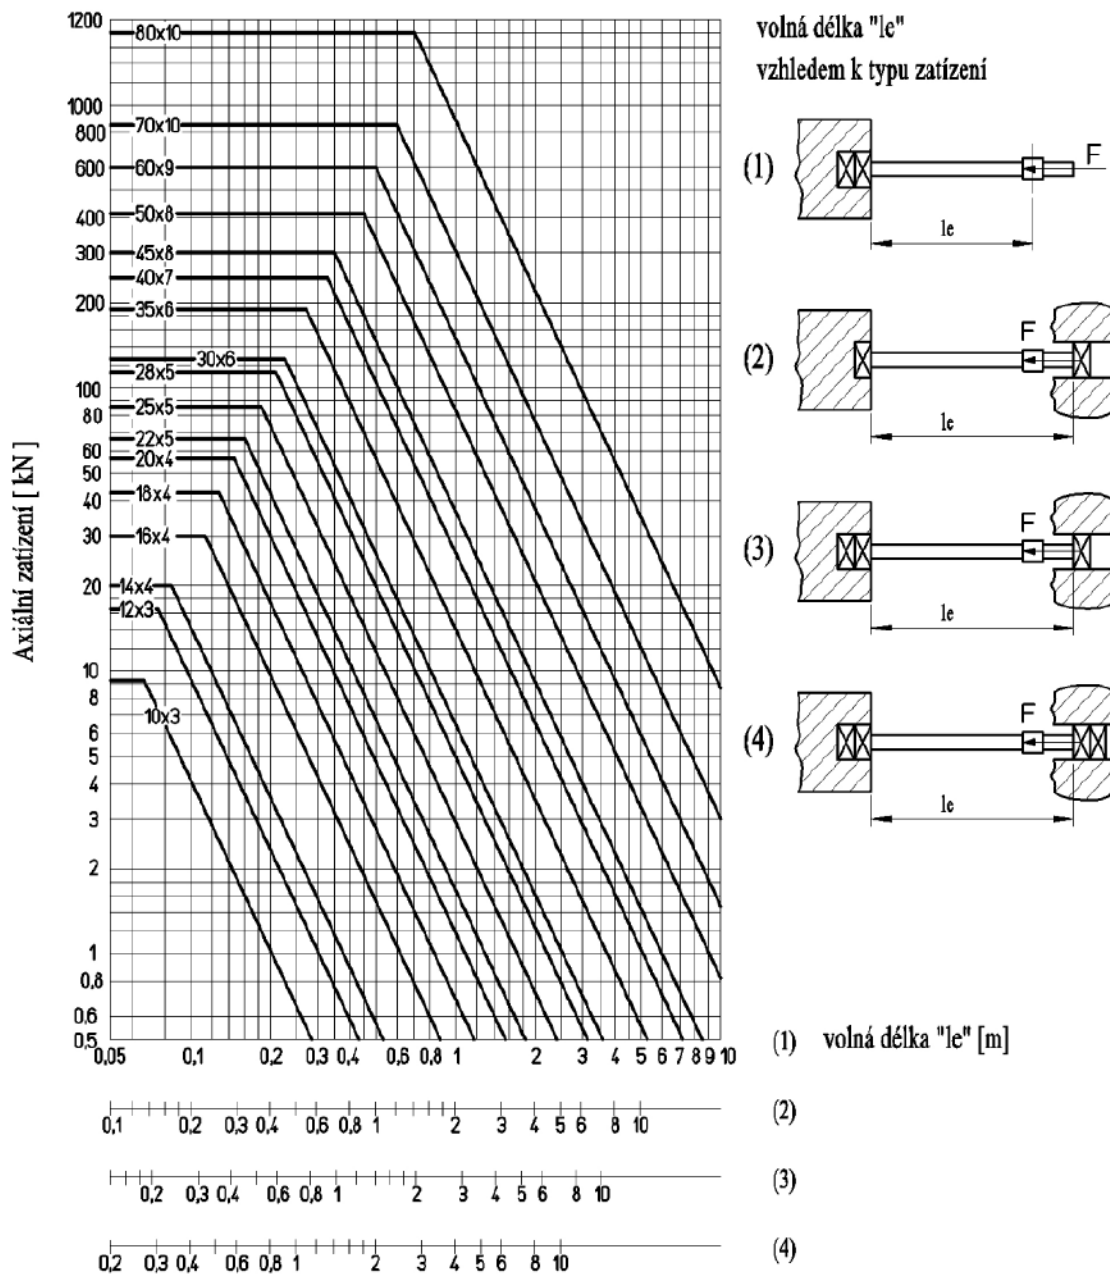 volná délka "le"
vzhledem k typu zatízení
Axiální zatízení [ kN ]
1200
1000
800
600
400
300
200
100
80
60
50
40
30
20
10
8
6
5
4
3
2
1
0,8
0,6
0,5
80x10
70x10
60x9
50x8
45x8
40x7
35x6
30x6
28x5
25x5
22x5
20x4
18x4
16x4
14x4
12x3
10x3
(1)
F
le
(2)
F
le
(3)
F
le
(4)
F
le
0,05 0,1 0,2 0,3 0,4 0,6 0,8 1 2 3 4 5 6 7 8 9 10
(1) volná délka "le" [m]
0,1 0,2 0,3 0,4 0,6 0,8 1 2 3 4 5 6 8 10 (2)
0,2 0,3 0,4 0,6 0,8 1 2 3 4 5 6 8 10 (3)
0,2 0,3 0,4 0,6 0,8 1 2 3 4 5 6 8 10 (4)